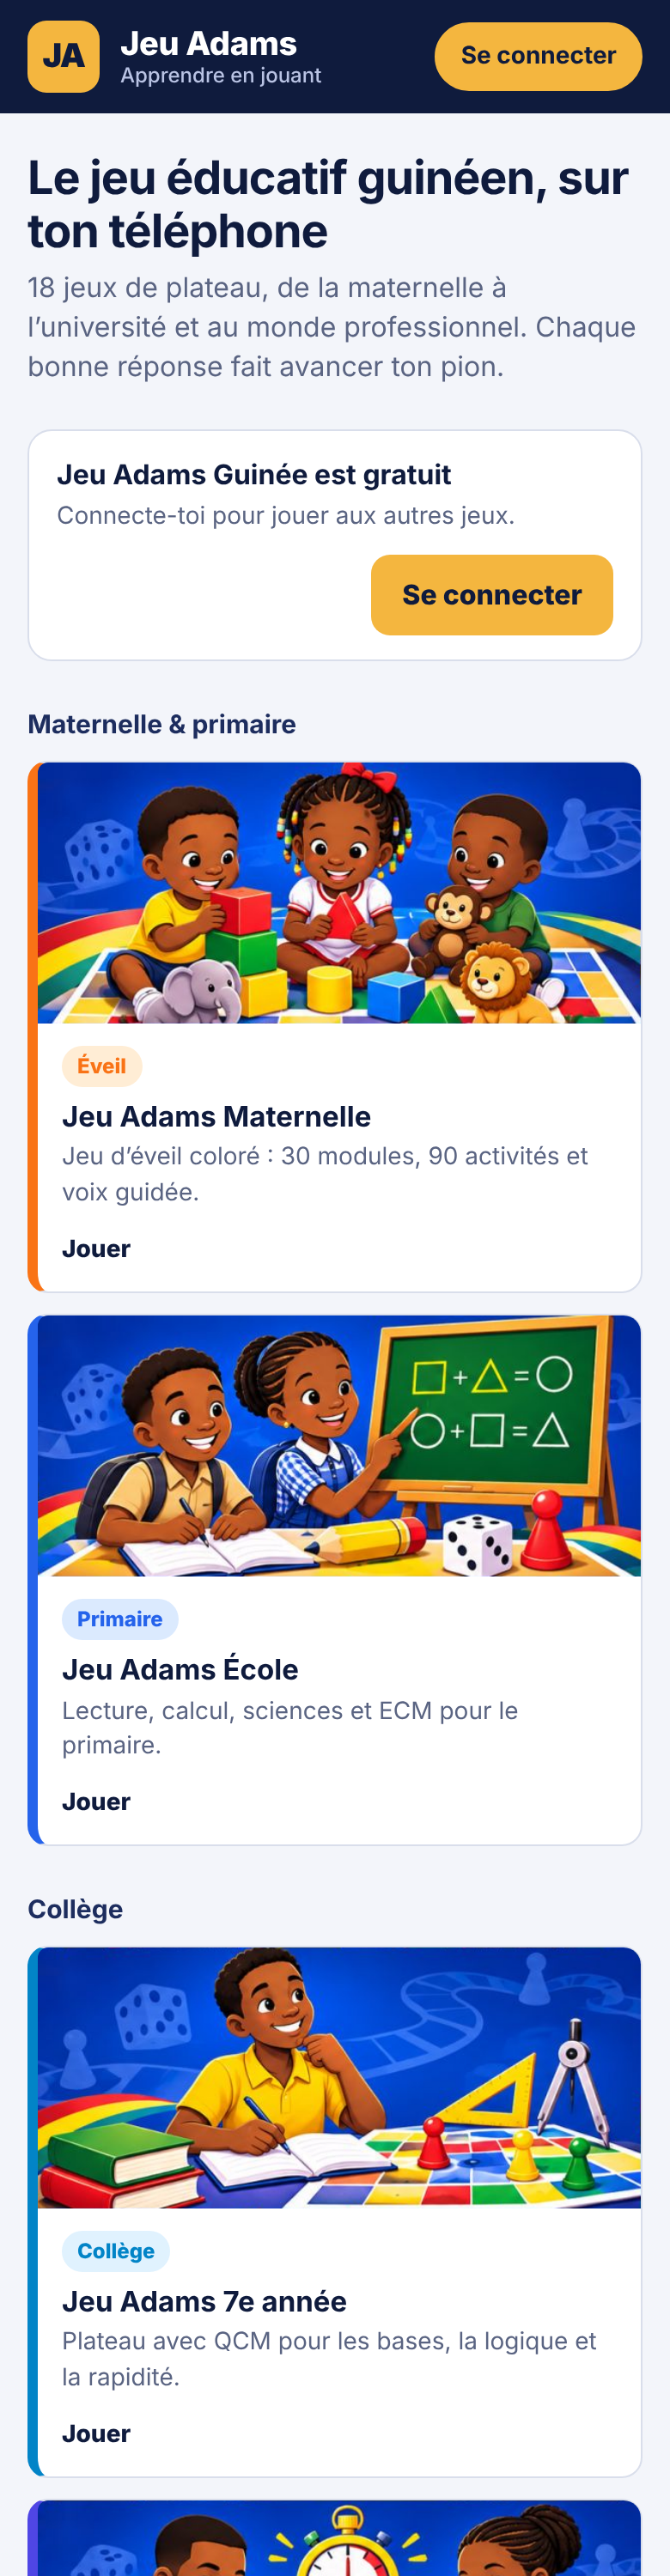 JA
Jeu Adams
Apprendre en jouant
Se connecter
Le jeu éducatif guinéen, sur
ton téléphone
18 jeux de plateau, de la maternelle à
l’université et au monde professionnel. Chaque
bonne réponse fait avancer ton pion.
Jeu Adams Guinée est gratuit
Connecte-toi pour jouer aux autres jeux.
Se connecter
Maternelle & primaire
Éveil
Jeu Adams Maternelle
Jeu d’éveil coloré : 30 modules, 90 activités et
voix guidée.
Jouer
+ =
+ =
Primaire
Jeu Adams École
Lecture, calcul, sciences et ECM pour le
primaire.
Jouer
Collège
Collège
Jeu Adams 7e année
Plateau avec QCM pour les bases, la logique et
la rapidité.
Jouer